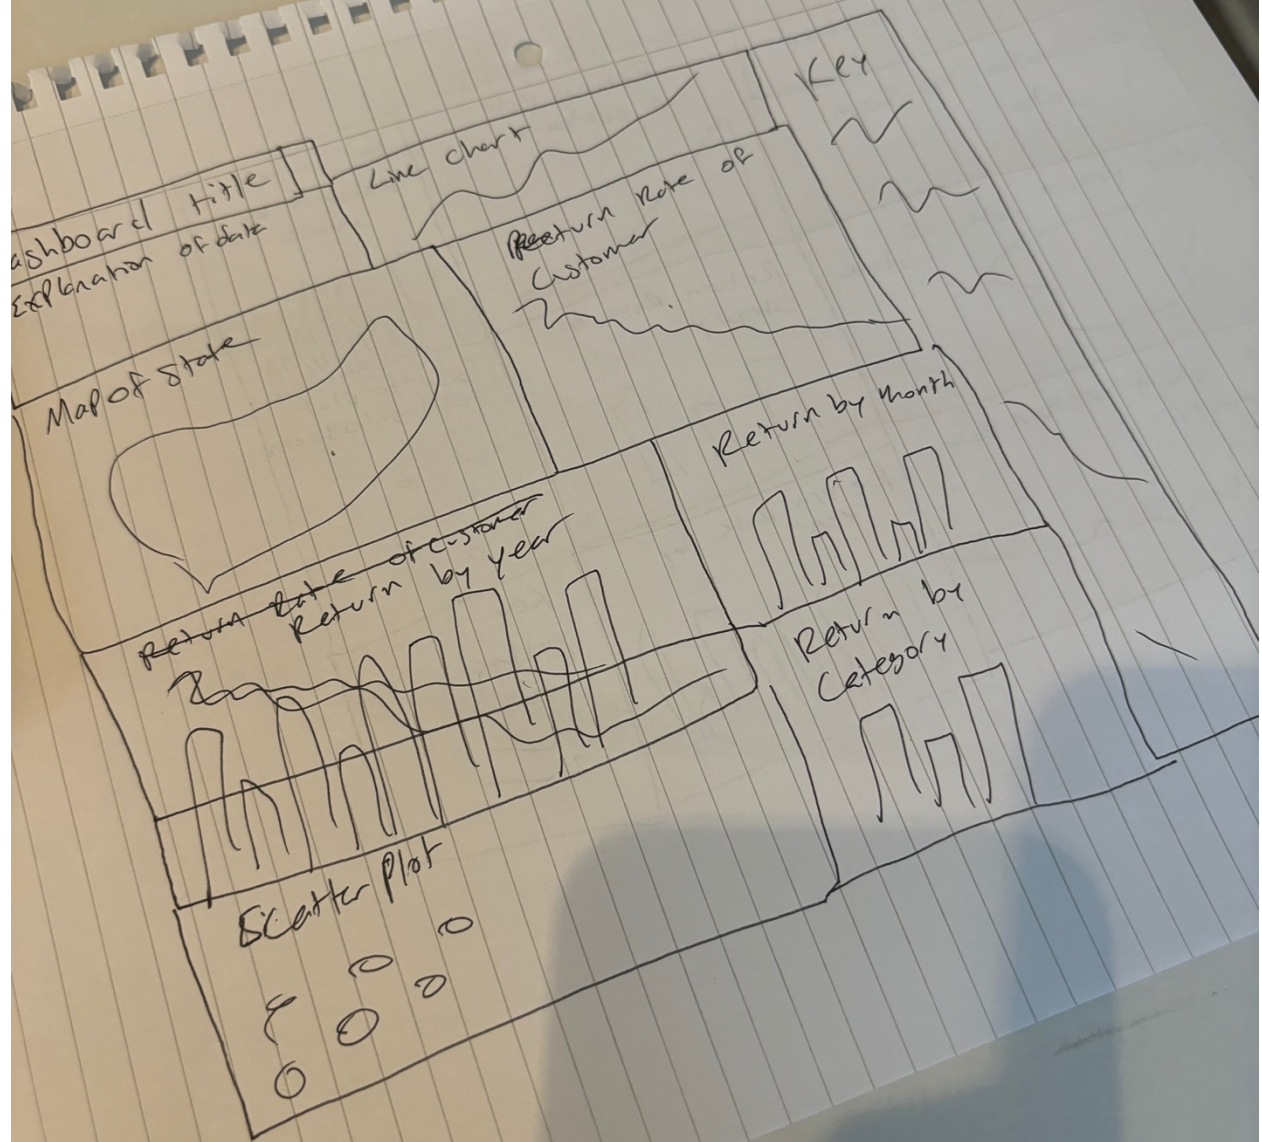 ashboard title
Explanation of data
Line chart
Key
Return Rate of
Customer
Map of State
Return by month
Return Rate of customer
Return by year
Return by
Category
Scatter Plot